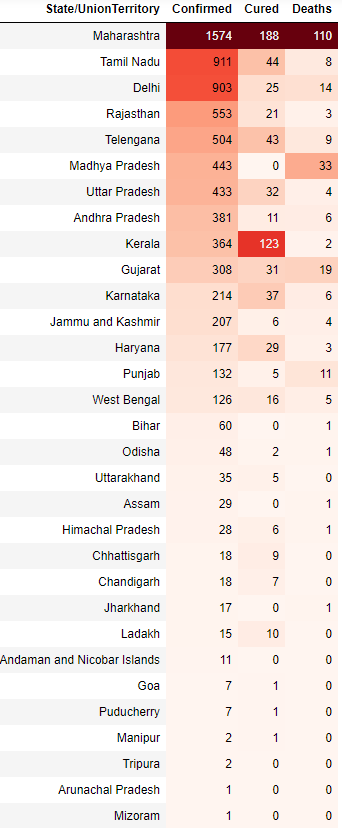 State/UnionTerritory Confirmed Cured Deaths
Maharashtra 1574 188 110
Tamil Nadu 911 44 8
Delhi 903 25 14
Rajasthan 553 21 3
Telengana 504 43 9
Madhya Pradesh 443 0 33
Uttar Pradesh 433 32 4
Andhra Pradesh 381 11 6
Kerala 364 123 2
Gujarat 308 31 19
Karnataka 214 37 6
Jammu and Kashmir 207 6 4
Haryana 177 29 3
Punjab 132 5 11
West Bengal 126 16 5
Bihar 60 0 1
Odisha 48 2 1
Uttarakhand 35 5 0
Assam 29 0 1
Himachal Pradesh 28 6 1
Chhattisgarh 18 9 0
Chandigarh 18 7 0
Jharkhand 17 0 1
Ladakh 15 10 0
Andaman and Nicobar Islands 11 0 0
Goa 7 1 0
Puducherry 7 1 0
Manipur 2 1 0
Tripura 2 0 0
Arunachal Pradesh 1 0 0
Mizoram 1 0 0